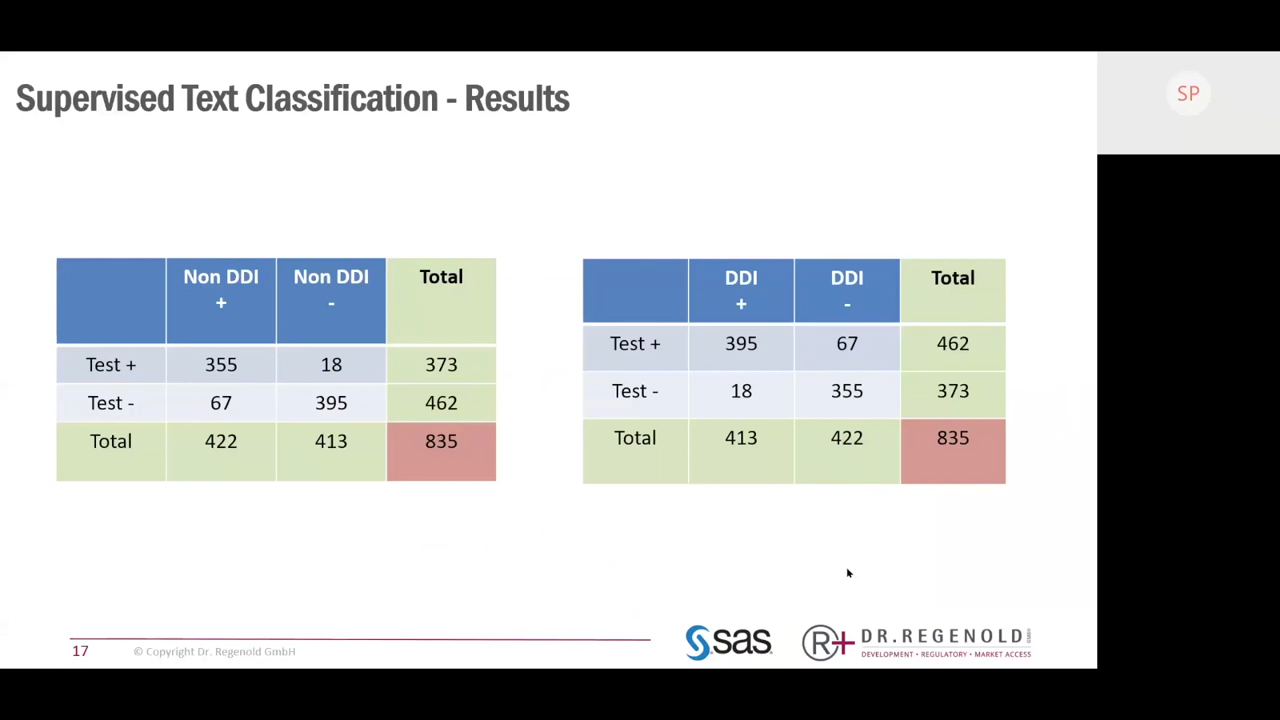 Supervised Text Classification - Results
SP
Non DDI + Non DDI - Total
Test + 355 18 373
Test - 67 395 462
Total 422 413 835
DDI + DDI - Total
Test + 395 67 462
Test - 18 355 373
Total 413 422 835
17 © Copyright Dr. Regenold GmbH
sas
R+ DR.REGENOLD GMBH
DEVELOPMENT • REGULATORY • MARKET ACCESS